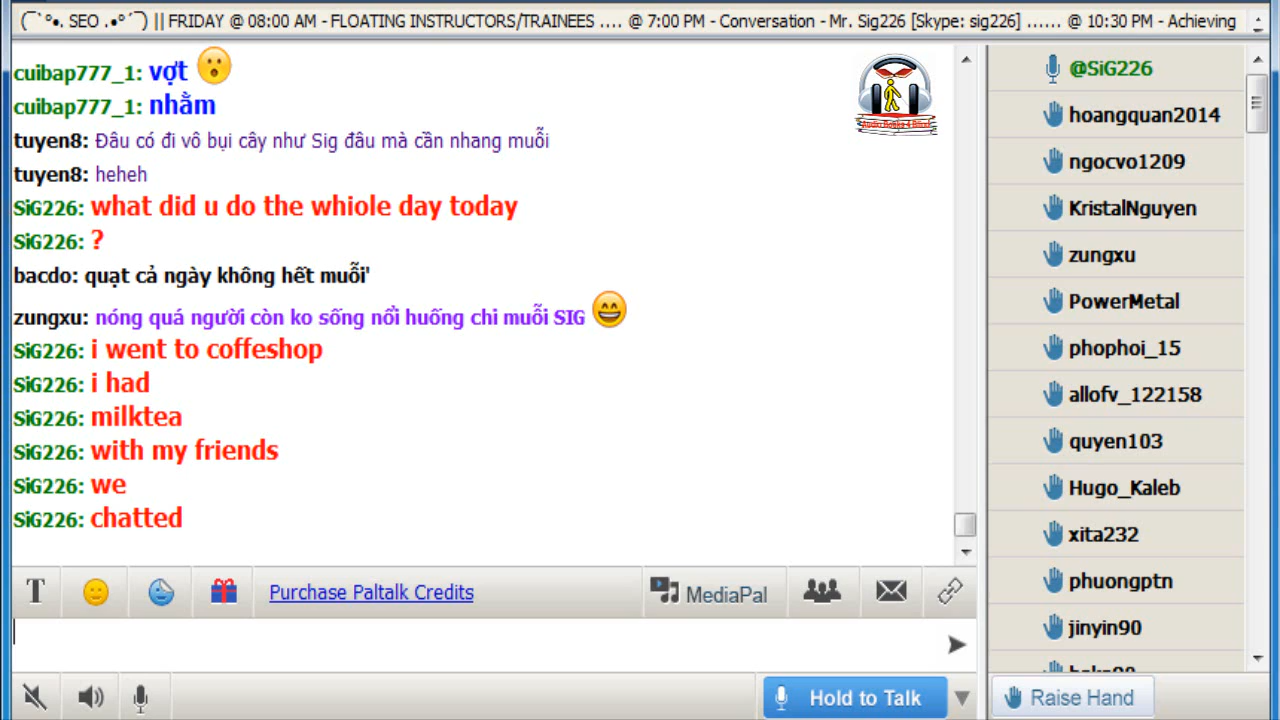 (¯`°•. SEO .•°´¯) || FRIDAY @ 08:00 AM - FLOATING INSTRUCTORS/TRAINEES .... @ 7:00 PM - Conversation - Mr. Sig226 [Skype: sig226] ...... @ 10:30 PM - Achieving
cuibap777_1: vợt
cuibap777_1: nhằm
tuyen8: Đâu có đi vô bụi cây như Sig đâu mà cần nhang muỗi
tuyen8: heheh
SiG226: what did u do the whiole day today
SiG226: ?
bacdo: quạt cả ngày không hết muỗi'
zungxu: nóng quá người còn ko sống nổi huống chi muỗi SIG
SiG226: i went to coffeshop
SiG226: i had
SiG226: milktea
SiG226: with my friends
SiG226: we
SiG226: chatted
T
Purchase Paltalk Credits
MediaPal
Hold to Talk
@SiG226
hoangquan2014
ngocvo1209
KristalNguyen
zungxu
PowerMetal
phophoi_15
allofv_122158
quyen103
Hugo_Kaleb
xita232
phuongptn
jinyin90
Raise Hand